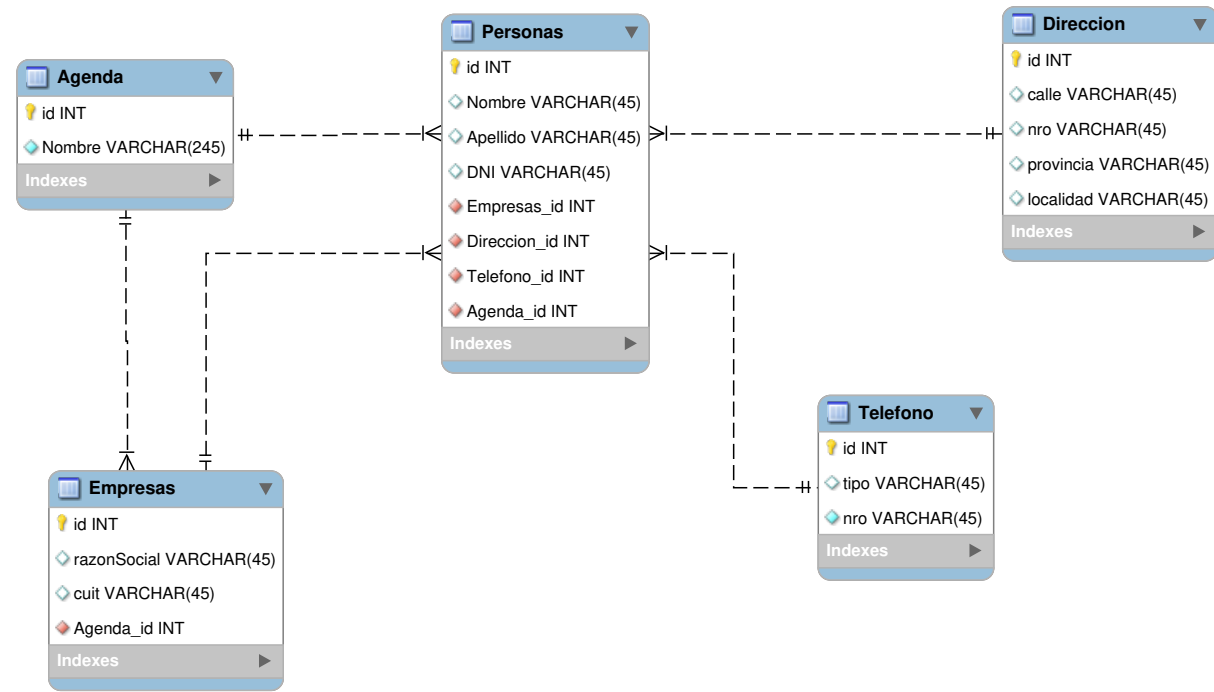 Agenda
id INT
Nombre VARCHAR(245)
Indexes
Personas
id INT
Nombre VARCHAR(45)
Apellido VARCHAR(45)
DNI VARCHAR(45)
Empresas_id INT
Direccion_id INT
Telefono_id INT
Agenda_id INT
Indexes
Direccion
id INT
calle VARCHAR(45)
nro VARCHAR(45)
provincia VARCHAR(45)
localidad VARCHAR(45)
Indexes
Empresas
id INT
razonSocial VARCHAR(45)
cuit VARCHAR(45)
Agenda_id INT
Indexes
Telefono
id INT
tipo VARCHAR(45)
nro VARCHAR(45)
Indexes